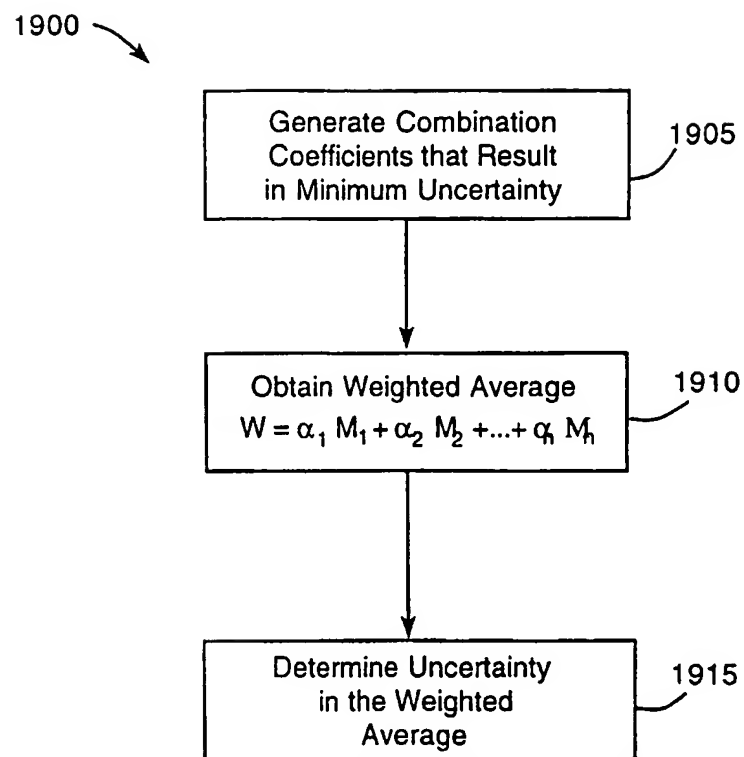 1900
Generate Combination
Coefficients that Result
in Minimum Uncertainty
1905
Obtain Weighted Average
W = α₁ M₁ + α₂ M₂ +...+ αₙ Mₙ
1910
Determine Uncertainty
in the Weighted
Average
1915